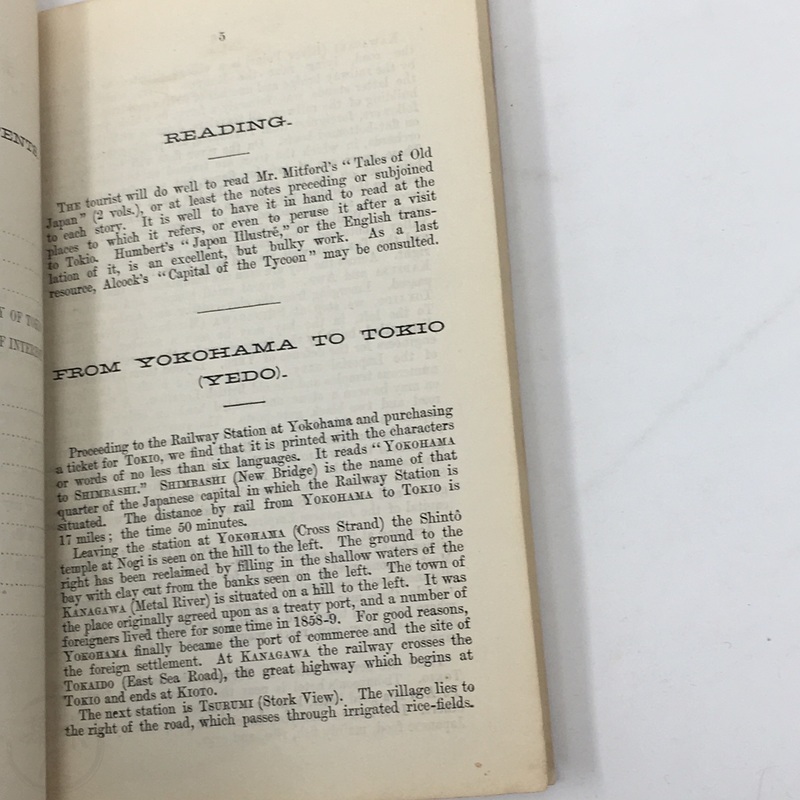 ENTS
Y OF TOKIO
F INTEREST
5
READING.
THE tourist will do well to read Mr. Mitford's "Tales of Old
Japan" (2 vols.), or at least the notes preceding or subjoined
to each story. It is well to have it in hand to read at the
places to which it refers, or even to peruse it after a visit
to Tokio. Humbert's "Japon Illustré," or the English trans-
lation of it, is an excellent, but bulky work. As a last
resource, Alcock's "Capital of the Tycoon" may be consulted.
FROM YOKOHAMA TO TOKIO
(YEDO).
Proceeding to the Railway Station at Yokohama and purchasing
a ticket for TOKIO, we find that it is printed with the characters
or words of no less than six languages. It reads "YOKOHAMA
to SHIMBASHI." SHIMBASHI (New Bridge) is the name of that
quarter of the Japanese capital in which the Railway Station is
situated. The distance by rail from YOKOHAMA to TOKIO is
17 miles; the time 50 minutes.
Leaving the station at YOKOHAMA (Cross Strand) the Shintô
temple at Nogi is seen on the hill to the left. The ground to the
right has been reclaimed by filling in the shallow waters of the
bay with clay cut from the banks seen on the left. The town of
KANAGAWA (Metal River) is situated on a hill to the left. It was
the place originally agreed upon as a treaty port, and a number of
foreigners lived there for some time in 1858-9. For good reasons,
YOKOHAMA finally became the port of commerce and the site of
the foreign settlement. At KANAGAWA the railway crosses the
TOKAIDO (East Sea Road), the great highway which begins at
TOKIO and ends at KIOTO.
The next station is TSURUMI (Stork View). The village lies to
the right of the road, which passes through irrigated rice-fields.